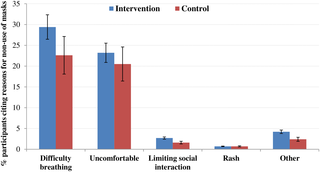 Intervention
Control
% participants citing reasons for non-use of masks
35
30
25
20
15
10
5
0
Difficulty
breathing
Uncomfortable
Limiting social
interaction
Rash
Other